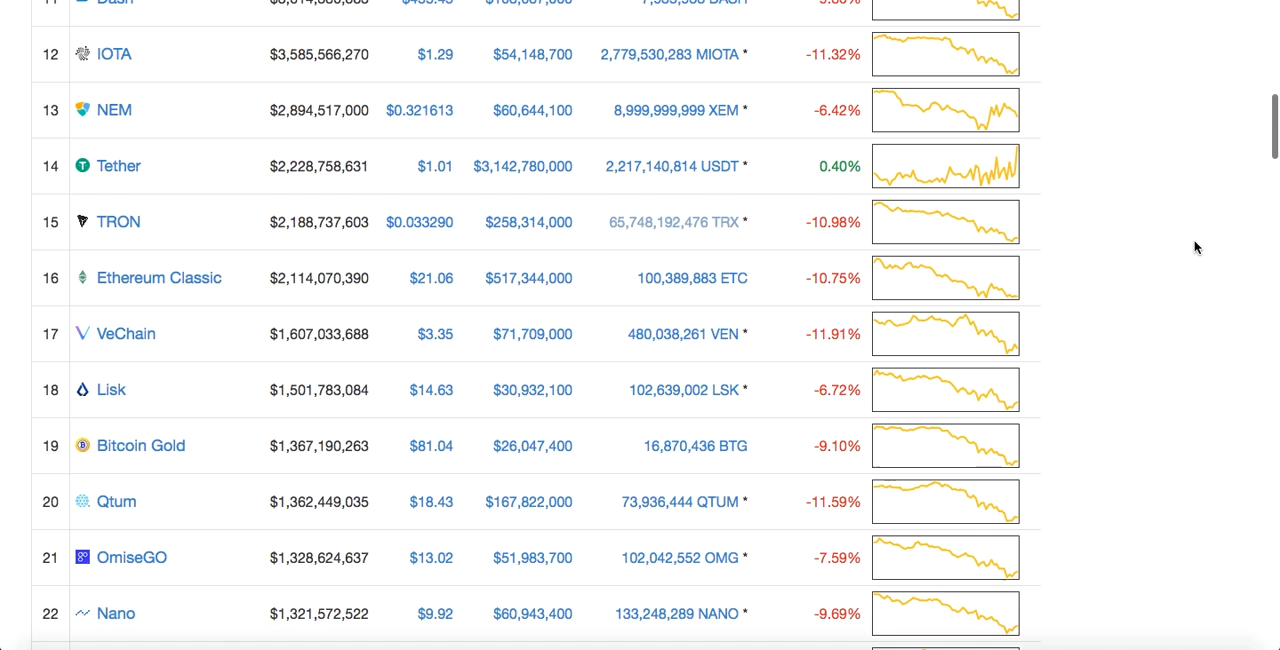 12 IOTA $3,585,566,270 $1.29 $54,148,700 2,779,530,283 MIOTA * -11.32%
13 NEM $2,894,517,000 $0.321613 $60,644,100 8,999,999,999 XEM * -6.42%
14 Tether $2,228,758,631 $1.01 $3,142,780,000 2,217,140,814 USDT * 0.40%
15 TRON $2,188,737,603 $0.033290 $258,314,000 65,748,192,476 TRX * -10.98%
16 Ethereum Classic $2,114,070,390 $21.06 $517,344,000 100,389,883 ETC -10.75%
17 VeChain $1,607,033,688 $3.35 $71,709,000 480,038,261 VEN * -11.91%
18 Lisk $1,501,783,084 $14.63 $30,932,100 102,639,002 LSK * -6.72%
19 Bitcoin Gold $1,367,190,263 $81.04 $26,047,400 16,870,436 BTG -9.10%
20 Qtum $1,362,449,035 $18.43 $167,822,000 73,936,444 QTUM * -11.59%
21 OmiseGO $1,328,624,637 $13.02 $51,983,700 102,042,552 OMG * -7.59%
22 Nano $1,321,572,522 $9.92 $60,943,400 133,248,289 NANO * -9.69%